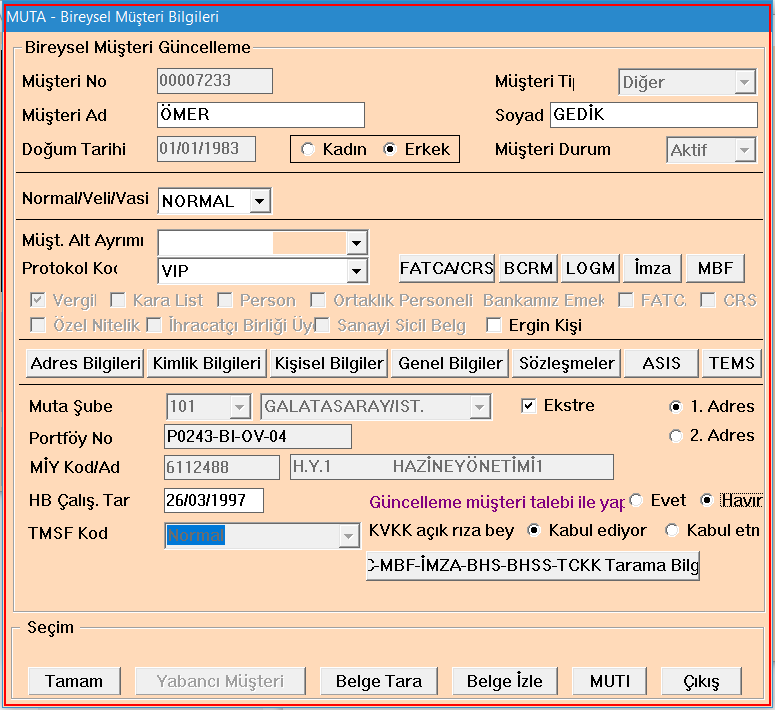 MUTA - Bireysel Müşteri Bilgileri
Bireysel Müşteri Güncelleme
Müşteri No 00007233 Müşteri Tip Diğer
Müşteri Ad ÖMER Soyad GEDİK
Doğum Tarihi 01/01/1983 Kadın Erkek Müşteri Durum Aktif
Normal/Veli/Vasi NORMAL
Müşt. Alt Ayrımı
Protokol Koc VIP FATCA/CRS BCRM LOGM İmza MBF
Vergil Kara List Person Ortaklık Personeli Bankamız Emek FATC. CRS
Özel Nitelik İhracatçı Birliği Üy Sanayi Sicil Belg Ergin Kişi
Adres Bilgileri Kimlik Bilgileri Kişisel Bilgiler Genel Bilgiler Sözleşmeler ASIS TEMS
Muta Şube 101 GALATASARAY/IST. Ekstre 1. Adres
Portföy No P0243-BI-OV-04 2. Adres
MİY Kod/Ad 6112488 H.Y.1 HAZİNEYÖNETİMİ1
HB Çalış. Tar 26/03/1997 Güncelleme müşteri talebi ile yap Evet Hayır
TMSF Kod Normal KVKK açık rıza bey Kabul ediyor Kabul etm
C-MBF-İMZA-BHS-BHSS-TCKK Tarama Bilg
Seçim
Tamam Yabancı Müşteri Belge Tara Belge İzle MUTI Çıkış